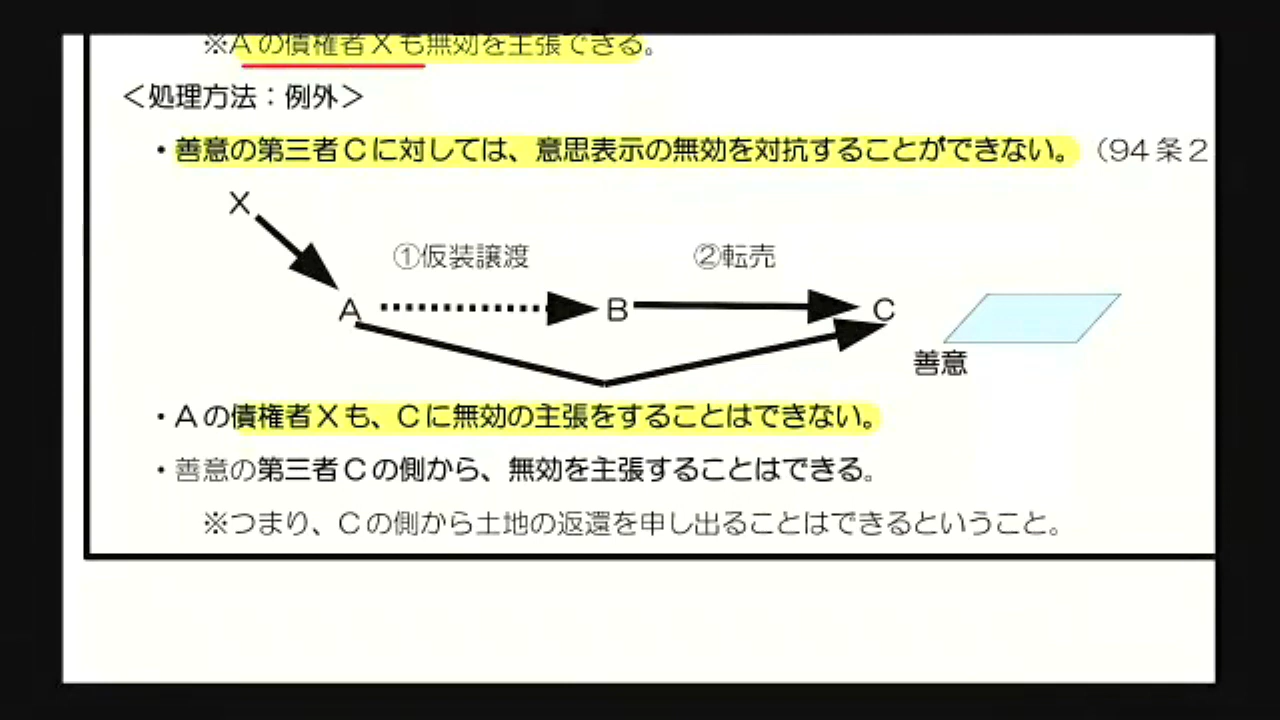 ※Aの債権者Xも無効を主張できる。
＜処理方法：例外＞
・善意の第三者Cに対しては、意思表示の無効を対抗することができない。（94条2
X
①仮装譲渡 ②転売
A B C
善意
・Aの債権者Xも、Cに無効の主張をすることはできない。
・善意の第三者Cの側から、無効を主張することはできる。
※つまり、Cの側から土地の返還を申し出ることはできるということ。